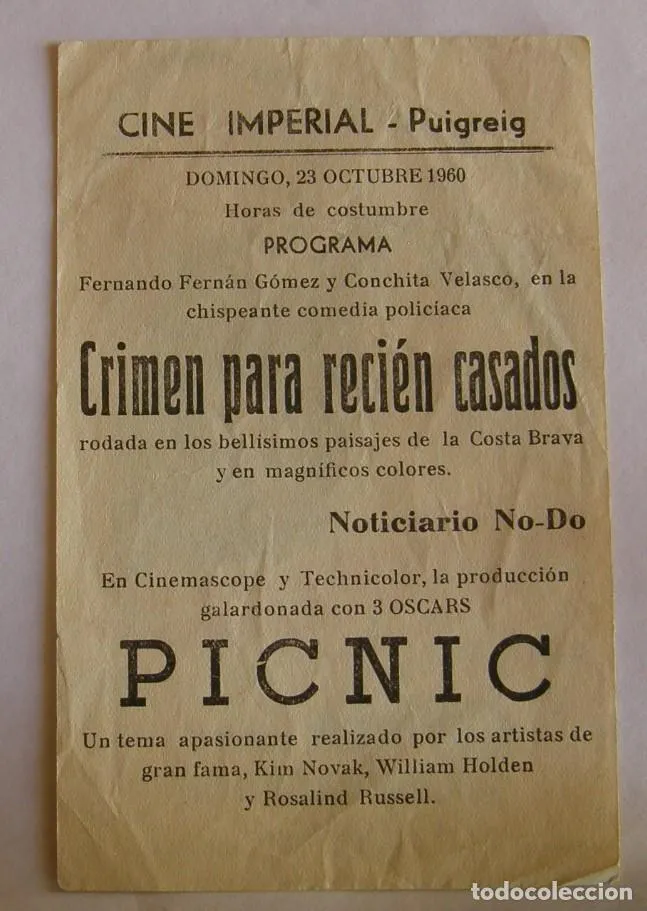 CINE IMPERIAL - Puigreig
DOMINGO, 23 OCTUBRE 1960
Horas de costumbre
PROGRAMA
Fernando Fernán Gómez y Conchita Velasco, en la
chispeante comedia policíaca
Crimen para recién casados
rodada en los bellísimos paisajes de la Costa Brava
y en magníficos colores.
Noticiario No-Do
En Cinemascope y Technicolor, la producción
galardonada con 3 OSCARS
PICNIC
Un tema apasionante realizado por los artistas de
gran fama, Kim Novak, William Holden
y Rosalind Russell.
todocoleccion